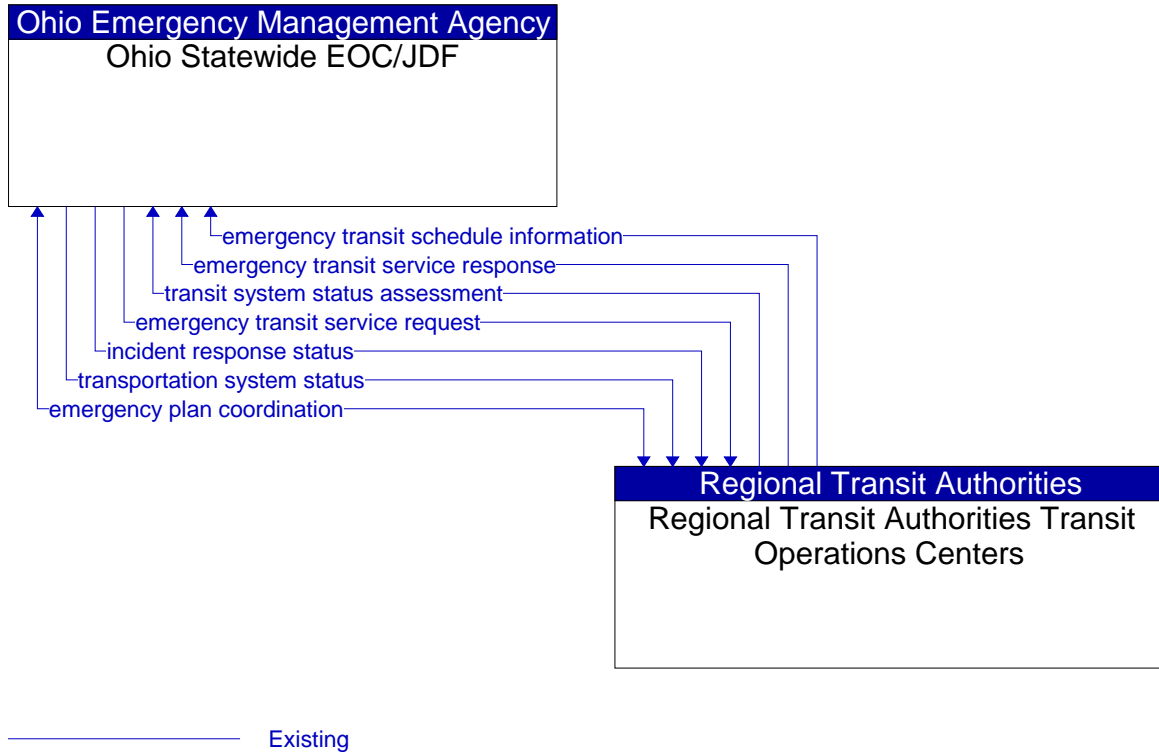 Ohio Emergency Management Agency
Ohio Statewide EOC/JDF
emergency transit schedule information
emergency transit service response
transit system status assessment
emergency transit service request
incident response status
transportation system status
emergency plan coordination
Regional Transit Authorities
Regional Transit Authorities Transit
Operations Centers
Existing